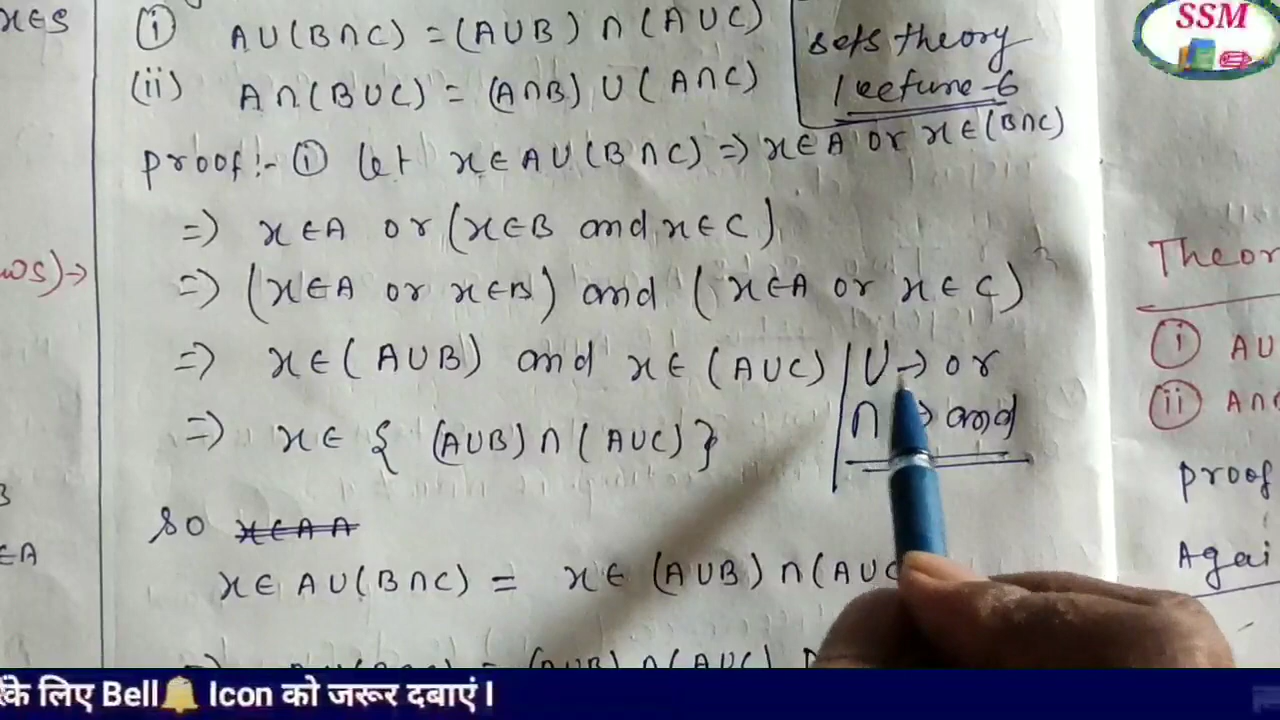 x∈S
(i) A∪(B∩C) = (A∪B) ∩ (A∪C)
(ii) A∩(B∪C) = (A∩B) ∪ (A∩C)
sets theory
lecture-6
SSM
proof:- (i) let x∈A∪(B∩C) => x∈A or x∈(B∩C)
=> x∈A or (x∈B and x∈C)
=> (x∈A or x∈B) and (x∈A or x∈C)
=> x∈(A∪B) and x∈(A∪C)
∪ -> or
∩ -> and
=> x∈ { (A∪B)∩(A∪C) }
so
x∈A∪(B∩C) = x∈ (A∪B)∩(A∪C
ws)->
B
∈A
Theor
(i) A∪
(ii) A∩
proof
Agai
के लिए Bell🔔 Icon को जरूर दबाएं।